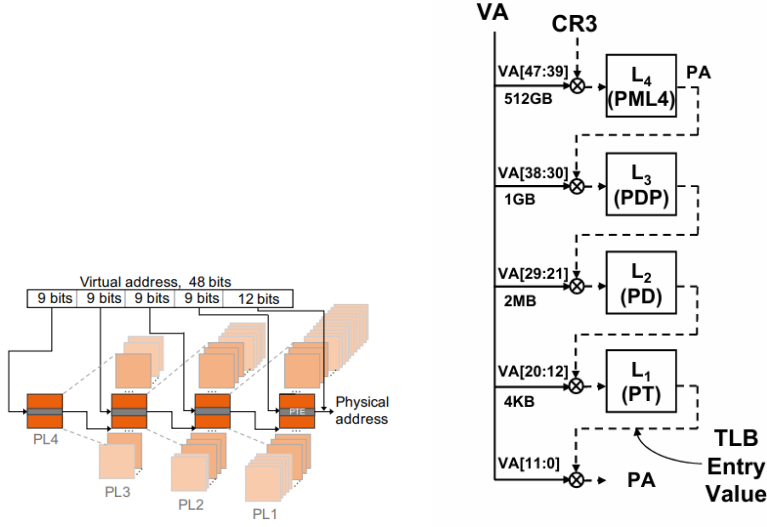 Virtual address, 48 bits
9 bits 9 bits 9 bits 9 bits 12 bits
...
...
...
PTE
Physical
address
PL4
...
...
...
PL3
PL2
PL1
VA
CR3
VA[47:39]
512GB
L4
(PML4)
PA
VA[38:30]
1GB
L3
(PDP)
VA[29:21]
2MB
L2
(PD)
VA[20:12]
4KB
L1
(PT)
TLB
Entry
Value
VA[11:0]
PA